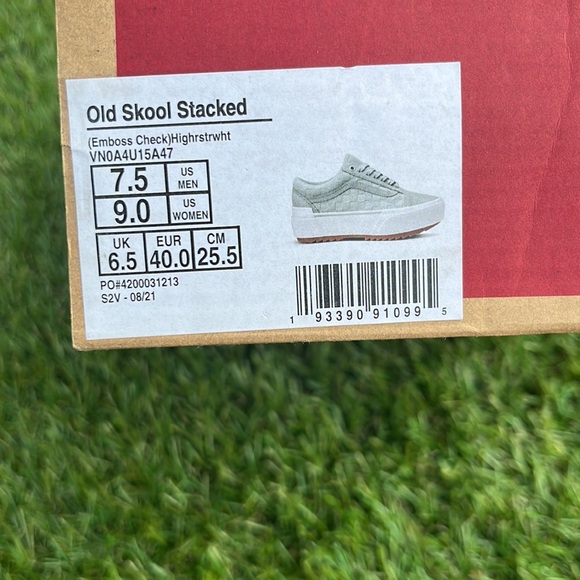 Old Skool Stacked
(Emboss Check)Highrstrwht
VN0A4U15A47
7.5 US MEN
9.0 US WOMEN
UK 6.5 EUR 40.0 CM 25.5
PO#4200031213
S2V - 08/21
1 93390 91099 5